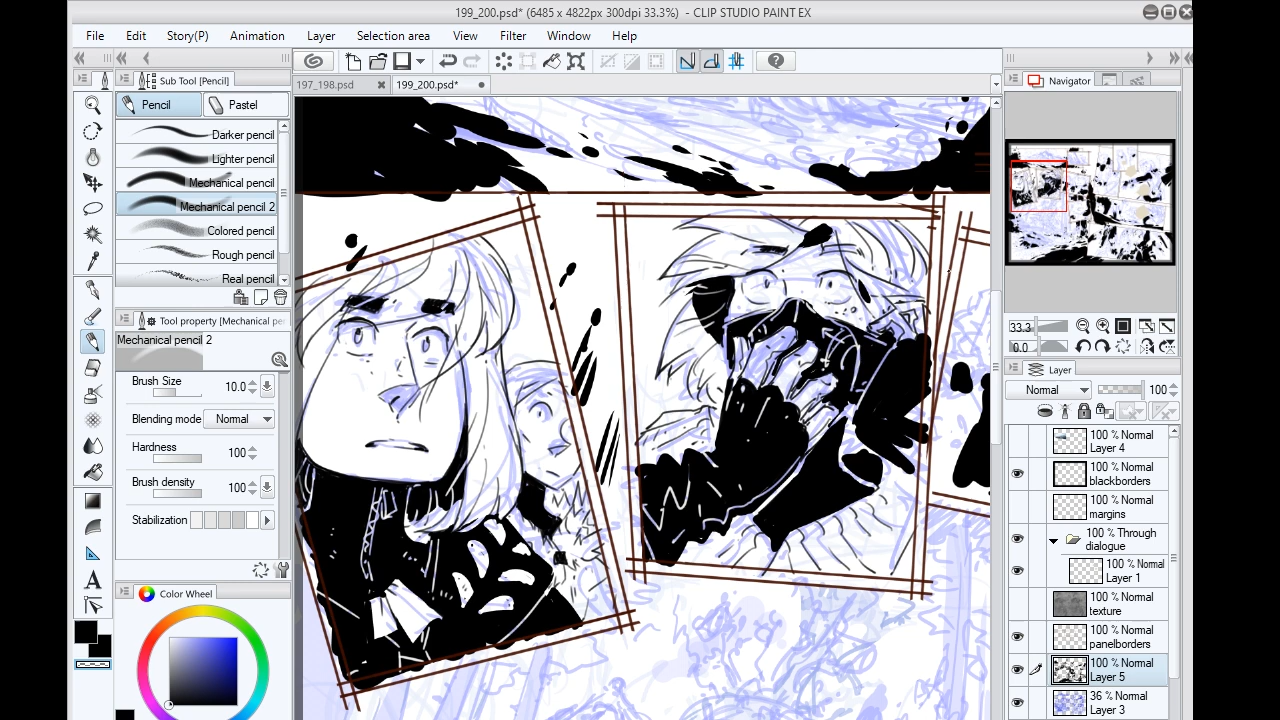 199_200.psd* (6485 x 4822px 300dpi 33.3%) - CLIP STUDIO PAINT EX
File Edit Story(P) Animation Layer Selection area View Filter Window Help
Sub Tool [Pencil]
197_198.psd
199_200.psd*
Navigator
Pencil
Pastel
Darker pencil
Lighter pencil
Mechanical pencil
Mechanical pencil 2
Colored pencil
Rough pencil
Real pencil
Tool property [Mechanical pe
Mechanical pencil 2
Brush Size 10.0
Blending mode Normal
Hardness 100
Brush density 100
Stabilization
Color Wheel
33.3
0.0
Layer
Normal 100
100 % Normal
Layer 4
100 % Normal
blackborders
100 % Normal
margins
100 % Through
dialogue
100 % Normal
Layer 1
100 % Normal
texture
100 % Normal
panelborders
100 % Normal
Layer 5
36 % Normal
Layer 3